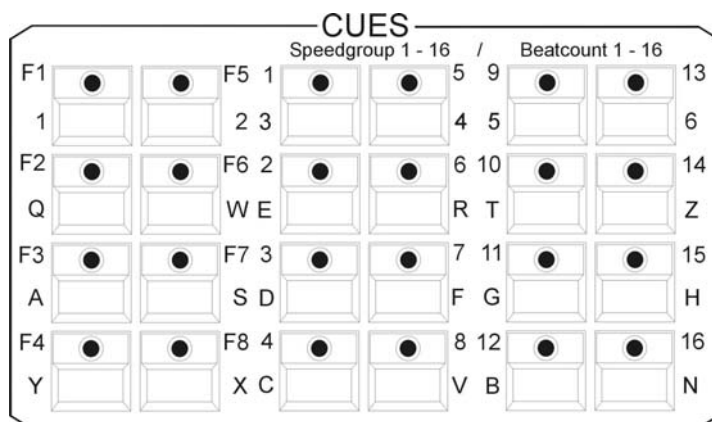 CUES
Speedgroup 1 - 16 / Beatcount 1 - 16
F1 F5 1 5 9 13
1 2 3 4 5 6
F2 F6 2 6 10 14
Q W E R T Z
F3 F7 3 7 11 15
A S D F G H
F4 F8 4 8 12 16
Y X C V B N